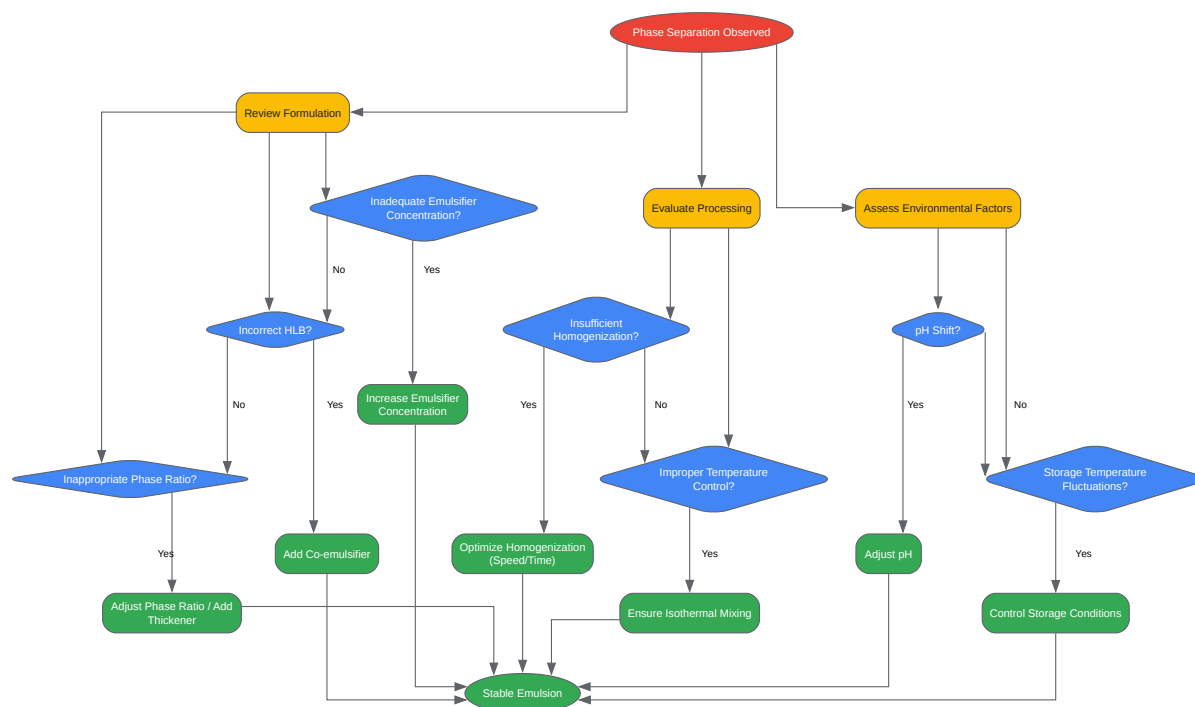 Phase Separation Observed
Review Formulation
Inadequate Emulsifier
Concentration?
Evaluate Processing
Assess Environmental Factors
No
Yes
Incorrect HLB?
Insufficient
Homogenization?
pH Shift?
Increase Emulsifier
Concentration
No
Yes
Yes
No
Yes
No
Inappropriate Phase Ratio?
Improper Temperature
Control?
Storage Temperature
Fluctuations?
Yes
Add Co-emulsifier
Optimize Homogenization
(Speed/Time)
Yes
Adjust pH
Yes
Adjust Phase Ratio / Add
Thickener
Ensure Isothermal Mixing
Control Storage Conditions
Stable Emulsion